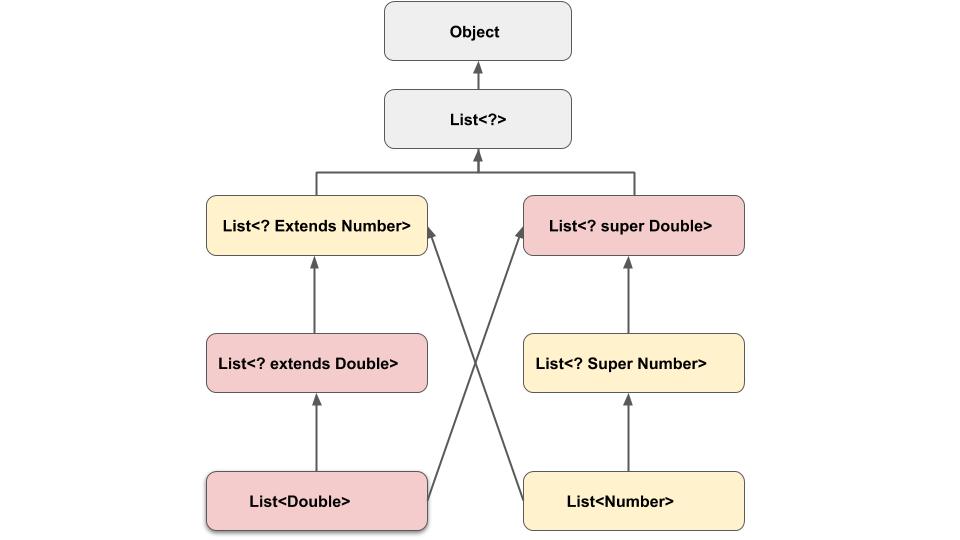 Object
List<?>
List<? Extends Number>
List<? super Double>
List<? extends Double>
List<? Super Number>
List<Double>
List<Number>